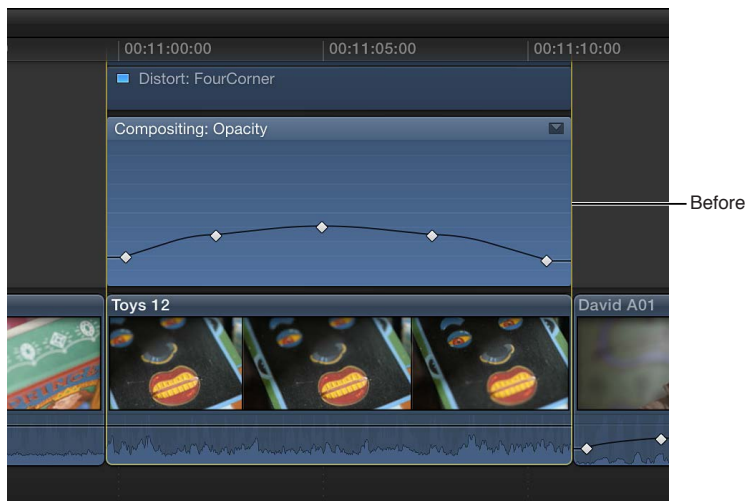 00:11:00:00
00:11:05:00
00:11:10:00
Distort: FourCorner
Compositing: Opacity
Before
Toys 12
David A01